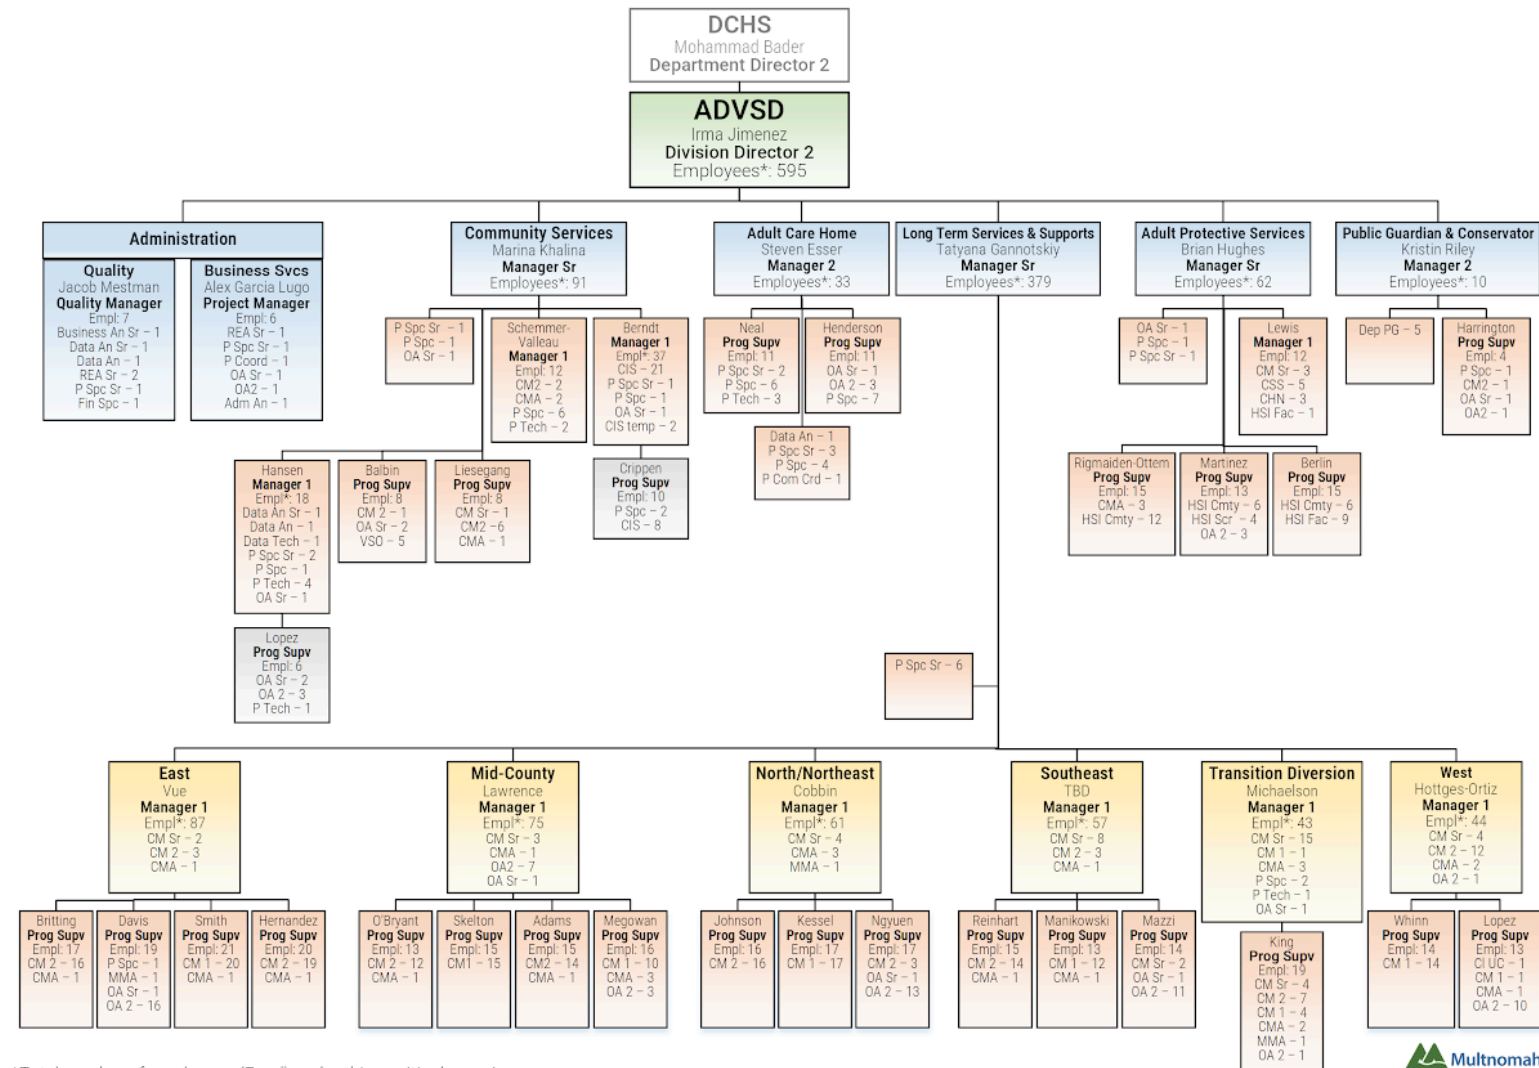 DCHS
Mohammad Bader
Department Director 2
ADVSD
Irma Jimenez
Division Director 2
Employees*: 595
Administration
Quality
Jacob Mestman
Quality Manager
Empl: 7
Business An Sr – 1
Data An Sr – 1
Data An – 1
REA Sr – 2
P Spc Sr – 1
Fin Spc – 1
Business Svcs
Alex Garcia Lugo
Project Manager
Empl: 6
REA Sr – 1
P Spc Sr – 1
P Coord – 1
OA Sr – 1
OA2 – 1
Adm An – 1
Community Services
Marina Khalina
Manager Sr
Employees*: 91
Adult Care Home
Steven Esser
Manager 2
Employees*: 33
Long Term Services & Supports
Tatyana Gannotskiy
Manager Sr
Employees*: 379
Adult Protective Services
Brian Hughes
Manager Sr
Employees*: 62
Public Guardian & Conservator
Kristin Riley
Manager 2
Employees*: 10
P Spc Sr – 1
P Spc – 1
OA Sr – 1
Schemmer-
Valleau
Manager 1
Empl: 12
CM2 – 2
CMA – 2
P Spc – 6
P Tech – 2
Berndt
Manager 1
Empl*: 37
CIS – 21
P Spc Sr – 1
P Spc – 1
OA Sr – 1
CIS temp – 2
Neal
Prog Supv
Empl: 11
P Spc Sr – 2
P Spc – 6
P Tech – 3
Henderson
Prog Supv
Empl: 11
OA Sr – 1
OA 2 – 3
P Spc – 7
Data An – 1
P Spc Sr – 3
P Spc – 4
P Com Crd – 1
OA Sr – 1
P Spc – 1
P Spc Sr – 1
Lewis
Manager 1
Empl: 12
CM Sr – 3
CSS – 5
CHN – 3
HSI Fac – 1
Dep PG – 5
Harrington
Prog Supv
Empl: 4
P Spc – 1
CM2 – 1
OA Sr – 1
OA2 – 1
Hansen
Manager 1
Empl*: 18
Data An Sr – 1
Data An – 1
Data Tech – 1
P Spc Sr – 2
P Spc – 1
P Tech – 4
OA Sr – 1
Balbin
Prog Supv
Empl: 8
CM 2 – 1
OA Sr – 2
VSO – 5
Liesegang
Prog Supv
Empl: 8
CM Sr – 1
CM2 –6
CMA – 1
Crippen
Prog Supv
Empl: 10
P Spc – 2
CIS – 8
Rigmaiden-Ottem
Prog Supv
Empl: 15
CMA – 3
HSI Cmty – 12
Martinez
Prog Supv
Empl: 13
HSI Cmty – 6
HSI Scr – 4
OA 2 – 3
Berlin
Prog Supv
Empl: 15
HSI Cmty – 6
HSI Fac – 9
Lopez
Prog Supv
Empl: 6
OA Sr – 2
OA 2 – 3
P Tech – 1
P Spc Sr – 6
East
Vue
Manager 1
Empl*: 87
CM Sr – 2
CM 2 – 3
CMA – 1
Mid-County
Lawrence
Manager 1
Empl*: 75
CM Sr – 3
CMA – 1
OA2 – 7
OA Sr – 1
North/Northeast
Cobbin
Manager 1
Empl*: 61
CM Sr – 4
CMA – 3
MMA – 1
Southeast
TBD
Manager 1
Empl*: 57
CM Sr – 8
CM 2 – 3
CMA – 1
Transition Diversion
Michaelson
Manager 1
Empl*: 43
CM Sr – 15
CM 1 – 1
CMA – 3
P Spc – 2
P Tech – 1
OA Sr – 1
West
Hottges-Ortiz
Manager 1
Empl*: 44
CM Sr – 4
CM 2 – 12
CMA – 2
OA 2 – 1
Britting
Prog Supv
Empl: 17
CM 2 – 16
CMA – 1
Davis
Prog Supv
Empl: 19
P Spc – 1
MMA – 1
OA Sr – 1
OA 2 – 16
Smith
Prog Supv
Empl: 21
CM 1 – 20
CMA – 1
Hernandez
Prog Supv
Empl: 20
CM 2 – 19
CMA – 1
O'Bryant
Prog Supv
Empl: 13
CM 2 – 12
CMA – 1
Skelton
Prog Supv
Empl: 15
CM1 – 15
Adams
Prog Supv
Empl: 15
CM2 – 14
CMA – 1
Megowan
Prog Supv
Empl: 16
CM 1 – 10
CMA – 3
OA 2 – 3
Johnson
Prog Supv
Empl: 16
CM 2 – 16
Kessel
Prog Supv
Empl: 17
CM 1 – 17
Ngyuen
Prog Supv
Empl: 17
CM 2 – 3
OA Sr – 1
OA 2 – 13
Reinhart
Prog Supv
Empl: 15
CM 2 – 14
CMA – 1
Manikowski
Prog Supv
Empl: 13
CM 1 – 12
CMA – 1
Mazzi
Prog Supv
Empl: 14
CM Sr – 2
OA Sr – 1
OA 2 – 11
King
Prog Supv
Empl: 19
CM Sr – 4
CM 2 – 7
CM 1 – 4
CMA – 2
MMA – 1
OA 2 – 1
Whinn
Prog Supv
Empl: 14
CM 1 – 14
Lopez
Prog Supv
Empl: 13
CI UC – 1
CM 1 – 1
CMA – 1
OA 2 – 10
Multnomah